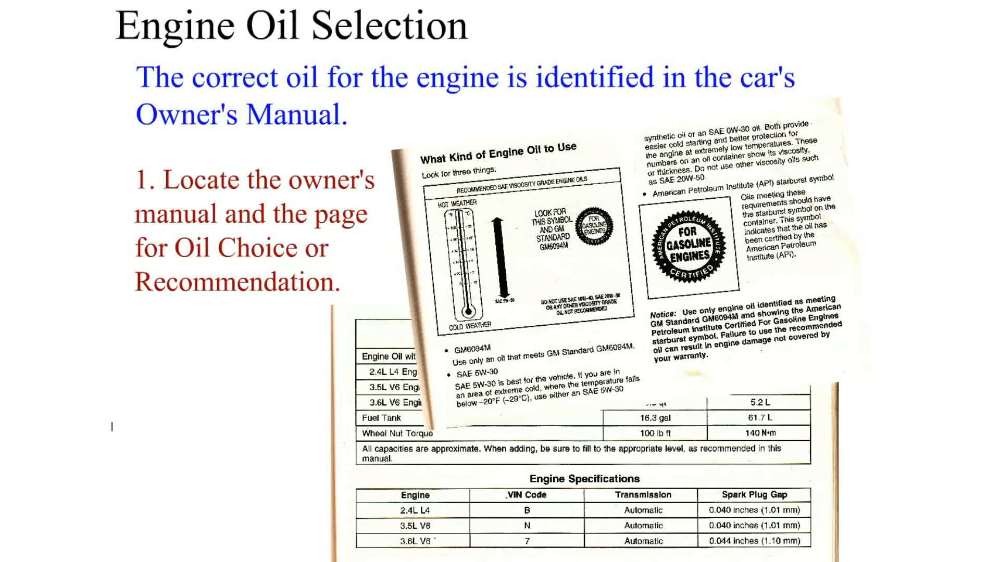 Engine Oil Selection
The correct oil for the engine is identified in the car's
Owner's Manual.
1. Locate the owner's
manual and the page
for Oil Choice or
Recommendation.
What Kind of Engine Oil to Use
Look for three things:
RECOMMENDED SAE VISCOSITY GRADE ENGINE OILS
HOT WEATHER
°F °C
LOOK FOR
THIS SYMBOL
AND GM
STANDARD
GM6094M
FOR
GASOLINE
ENGINES
SAE 5W-30
DO NOT USE SAE 10W-40, SAE 20W-50
OR ANY OTHER VISCOSITY GRADE
OIL NOT RECOMMENDED
COLD WEATHER
• GM6094M
Use only an oil that meets GM Standard GM6094M.
• SAE 5W-30
SAE 5W-30 is best for the vehicle. If you are in
an area of extreme cold, where the temperature falls
below –20°F (–29°C), use either an SAE 5W-30
synthetic oil or an SAE 0W-30 oil. Both provide
easier cold starting and better protection for
the engine at extremely low temperatures. These
numbers on an oil container show its viscosity,
or thickness. Do not use other viscosity oils such
as SAE 20W-50.
• American Petroleum Institute (API) starburst symbol
AMERICAN PETROLEUM INSTITUTE
FOR
GASOLINE
ENGINES
CERTIFIED
Oils meeting these
requirements should have
the starburst symbol on the
container. This symbol
indicates that the oil has
been certified by the
American Petroleum
Institute (API).
Notice: Use only engine oil identified as meeting
GM Standard GM6094M and showing the American
Petroleum Institute Certified For Gasoline Engines
starburst symbol. Failure to use the recommended
oil can result in engine damage not covered by
your warranty.
Engine Oil wit
2.4L L4 Eng
3.5L V6 Engi
3.6L V6 Engi 5.2 L
Fuel Tank 16.3 gal 61.7 L
Wheel Nut Torque 100 lb ft 140 N•m
All capacities are approximate. When adding, be sure to fill to the appropriate level, as recommended in this
manual.
Engine Specifications
Engine VIN Code Transmission Spark Plug Gap
2.4L L4 B Automatic 0.040 inches (1.01 mm)
3.5L V6 N Automatic 0.040 inches (1.01 mm)
3.6L V6 7 Automatic 0.044 inches (1.10 mm)